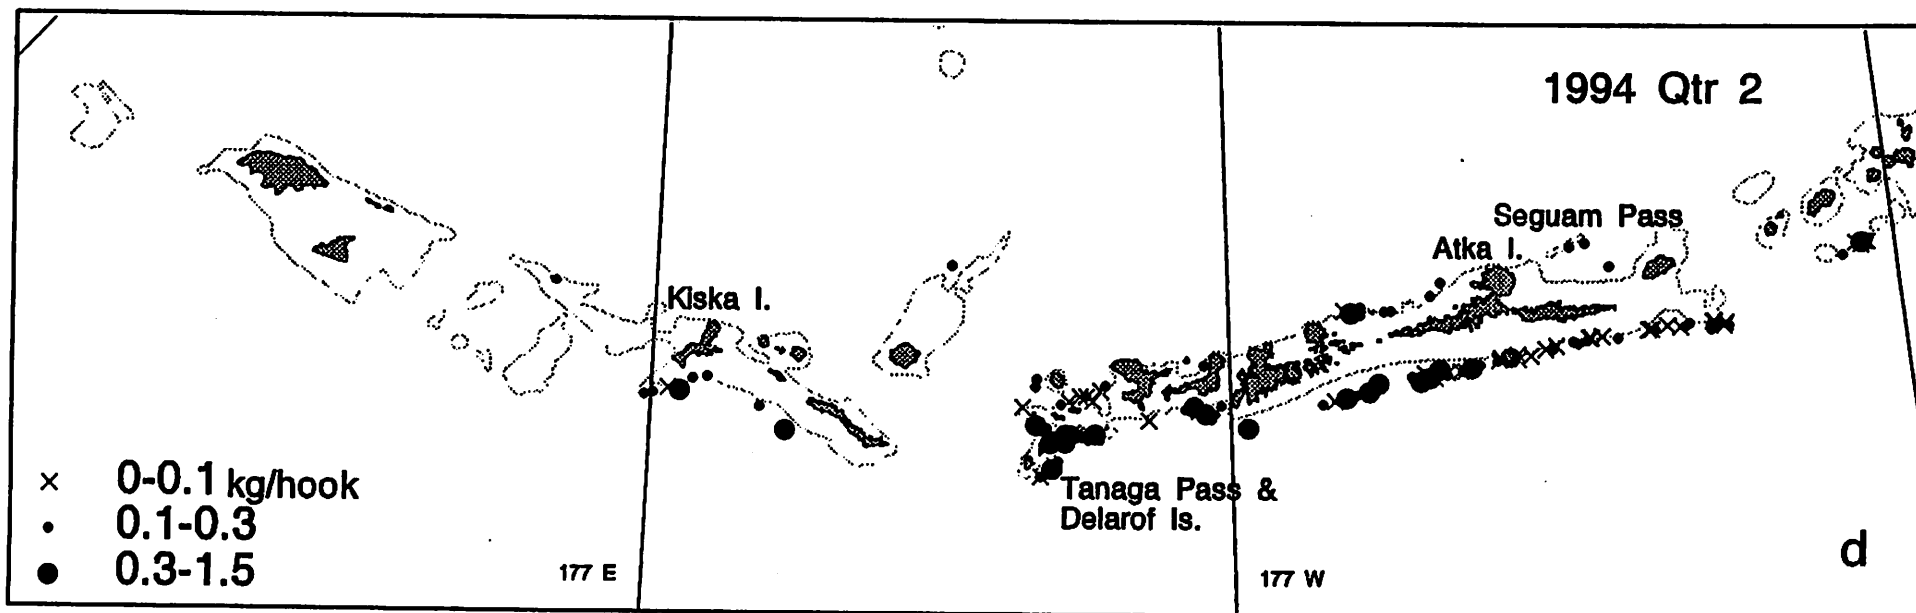 1994 Qtr 2
Seguam Pass
Atka I.
Kiska I.
× 0-0.1 kg/hook
• 0.1-0.3
● 0.3-1.5
Tanaga Pass &
Delarof Is.
177 E
177 W
d